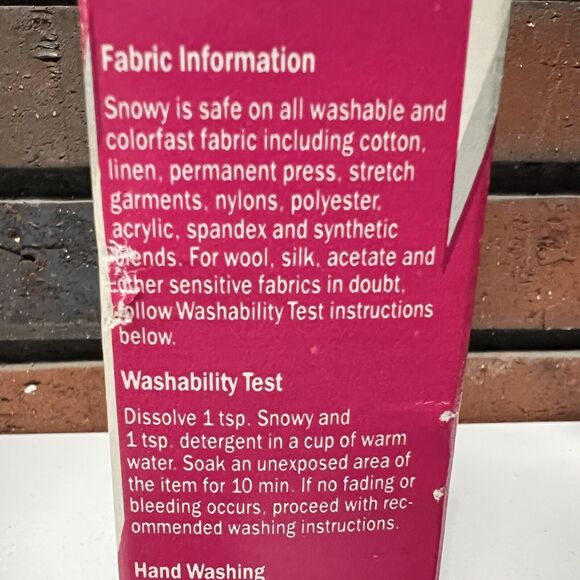 Fabric Information
Snowy is safe on all washable and
colorfast fabric including cotton,
linen, permanent press, stretch
garments, nylons, polyester,
acrylic, spandex and synthetic
blends. For wool, silk, acetate and
other sensitive fabrics in doubt,
follow Washability Test instructions
below.
Washability Test
Dissolve 1 tsp. Snowy and
1 tsp. detergent in a cup of warm
water. Soak an unexposed area of
the item for 10 min. If no fading or
bleeding occurs, proceed with rec-
ommended washing instructions.
Hand Washing